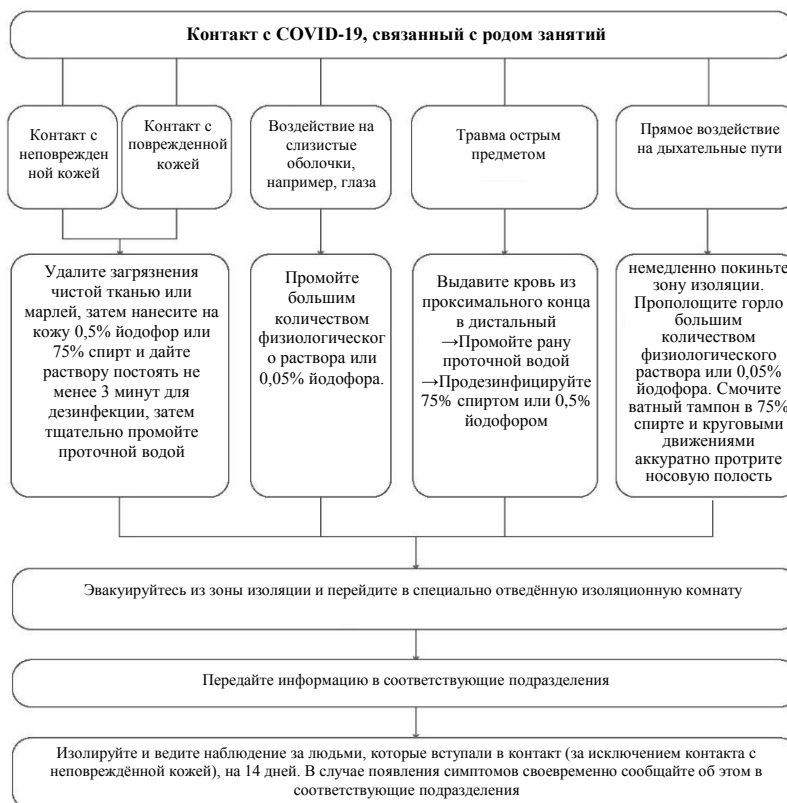 Контакт с COVID-19, связанный с родом занятий
Контакт с
неповрежден
ной кожей
Контакт с
поврежденной
кожей
Воздействие на
слизистые
оболочки,
например, глаза
Травма острым
предметом
Прямое воздействие
на дыхательные пути
Удалите загрязнения
чистой тканью или
марлей, затем нанесите на
кожу 0,5% йодофор или
75% спирт и дайте
раствору постоять не
менее 3 минут для
дезинфекции, затем
тщательно промойте
проточной водой
Промойте
большим
количеством
физиологическог
о раствора или
0,05% йодофора.
Выдавите кровь из
проксимального конца
в дистальный
→Промойте рану
проточной водой
→Продезинфицируйте
75% спиртом или 0,5%
йодофором
немедленно покиньте
зону изоляции.
Прополощите горло
большим
количеством
физиологического
раствора или 0,05%
йодофора. Смочите
ватный тампон в 75%
спирте и круговыми
движениями
аккуратно протрите
носовую полость
Эвакуируйтесь из зоны изоляции и перейдите в специально отведённую изоляционную комнату
Передайте информацию в соответствующие подразделения
Изолируйте и ведите наблюдение за людьми, которые вступали в контакт (за исключением контакта с
неповреждённой кожей), на 14 дней. В случае появления симптомов своевременно сообщайте об этом в
соответствующие подразделения